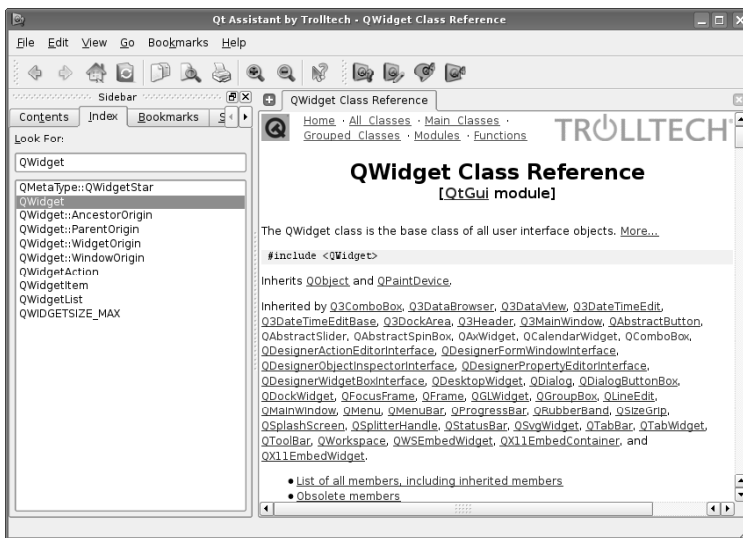 Qt Assistant by Trolltech - QWidget Class Reference
File Edit View Go Bookmarks Help
Sidebar
Contents Index Bookmarks S
Look For:
QWidget
QMetaType::QWidgetStar
QWidget
QWidget::AncestorOrigin
QWidget::ParentOrigin
QWidget::WidgetOrigin
QWidget::WindowOrigin
QWidgetAction
QWidgetItem
QWidgetList
QWIDGETSIZE_MAX
QWidget Class Reference
Home · All Classes · Main Classes ·
Grouped Classes · Modules · Functions
TROLLTECH
QWidget Class Reference
[QtGui module]
The QWidget class is the base class of all user interface objects. More...
#include <QWidget>
Inherits QObject and QPaintDevice.
Inherited by Q3ComboBox, Q3DataBrowser, Q3DataView, Q3DateTimeEdit,
Q3DateTimeEditBase, Q3DockArea, Q3Header, Q3MainWindow, QAbstractButton,
QAbstractSlider, QAbstractSpinBox, QAxWidget, QCalendarWidget, QComboBox,
QDesignerActionEditorInterface, QDesignerFormWindowInterface,
QDesignerObjectInspectorInterface, QDesignerPropertyEditorInterface,
QDesignerWidgetBoxInterface, QDesktopWidget, QDialog, QDialogButtonBox,
QDockWidget, QFocusFrame, QFrame, QGLWidget, QGroupBox, QLineEdit,
QMainWindow, QMenu, QMenuBar, QProgressBar, QRubberBand, QSizeGrip,
QSplashScreen, QSplitterHandle, QStatusBar, QSvgWidget, QTabBar, QTabWidget,
QToolBar, QWorkspace, QWSEmbedWidget, QX11EmbedContainer, and
QX11EmbedWidget.
• List of all members, including inherited members
• Obsolete members